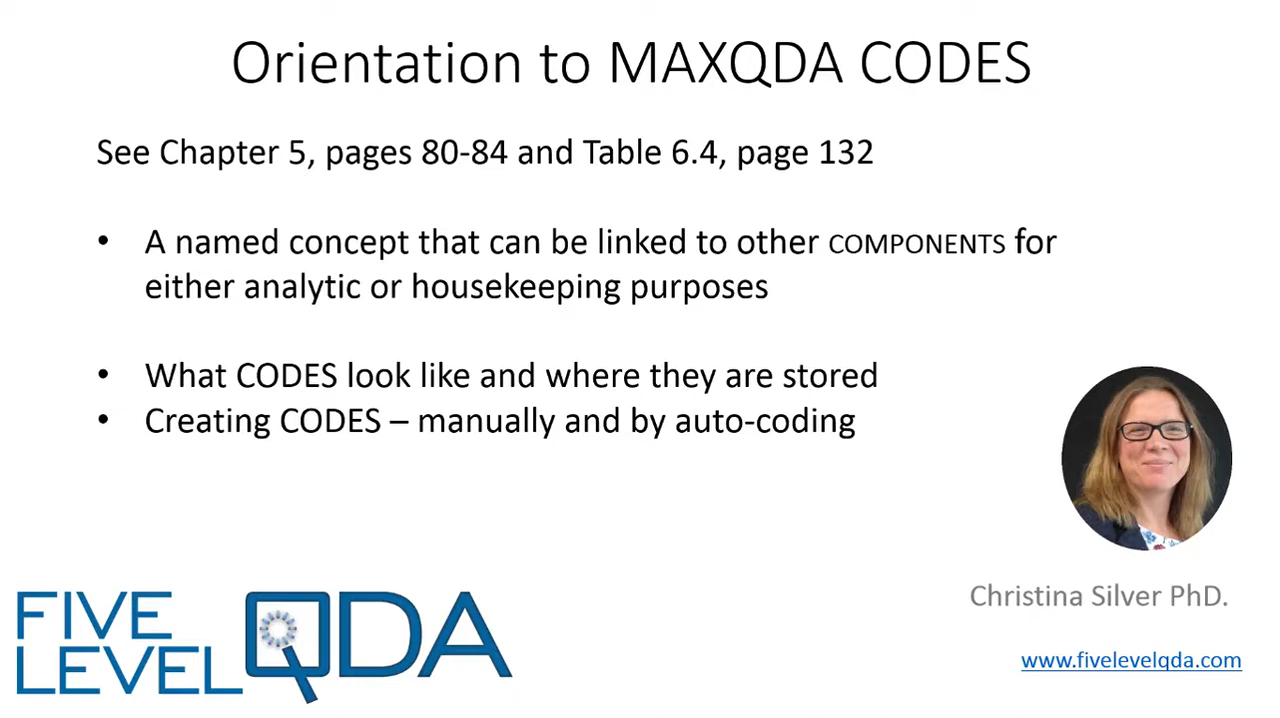 Orientation to MAXQDA CODES
See Chapter 5, pages 80-84 and Table 6.4, page 132
• A named concept that can be linked to other COMPONENTS for
either analytic or housekeeping purposes
• What CODES look like and where they are stored
• Creating CODES – manually and by auto-coding
Christina Silver PhD.
www.fivelevelqda.com
FIVE
LEVEL
QDA